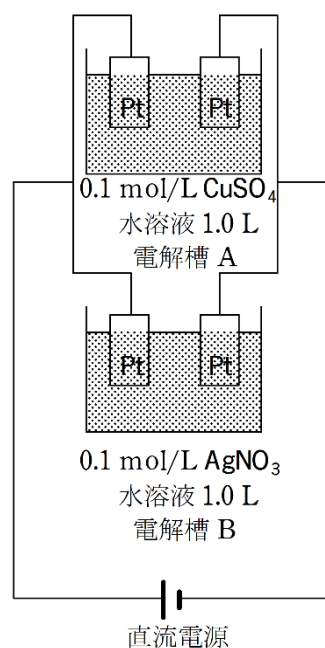 Pt Pt
0.1 mol/L CuSO₄
水溶液 1.0 L
電解槽 A
Pt Pt
0.1 mol/L AgNO₃
水溶液 1.0 L
電解槽 B
直流電源